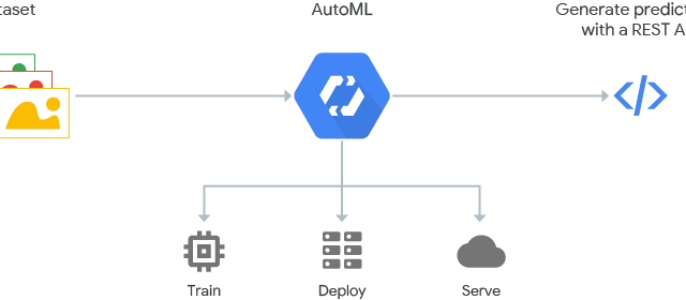 taset
AutoML
Generate predict
with a REST A
Train
Deploy
Serve